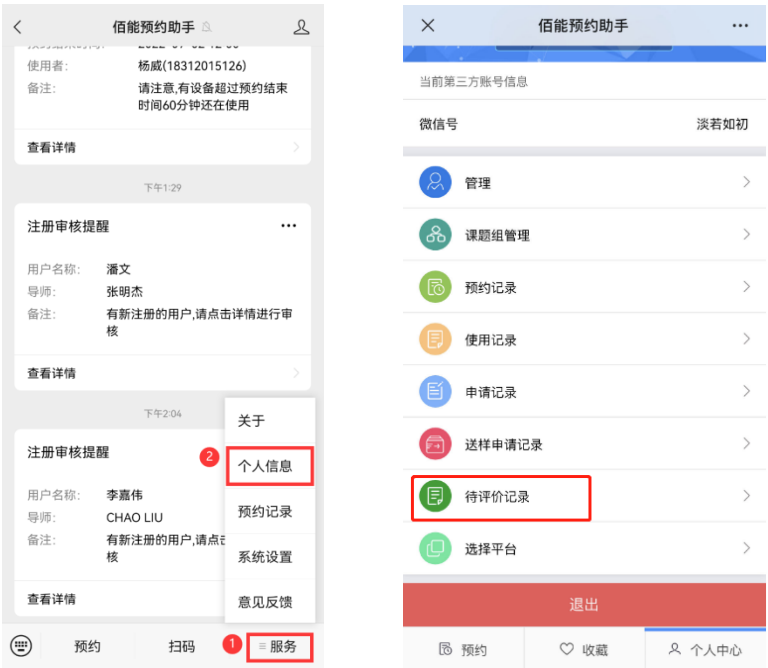 佰能预约助手
使用者:
杨威(18312015126)
备注:
请注意,有设备超过预约结束
时间60分钟还在使用
查看详情
下午1:29
注册审核提醒
用户名称:
潘文
导师:
张明杰
备注:
有新注册的用户,请点击详情进行审
核
查看详情
下午2:04
注册审核提醒
用户名称:
李嘉伟
导师:
CHAO LIU
备注:
有新注册的用户,请点
核
查看详情
关于
2
个人信息
预约记录
系统设置
意见反馈
预约
扫码
1
服务
佰能预约助手
当前第三方账号信息
微信号
淡若如初
管理
课题组管理
预约记录
使用记录
申请记录
送样申请记录
待评价记录
选择平台
退出
预约
收藏
个人中心